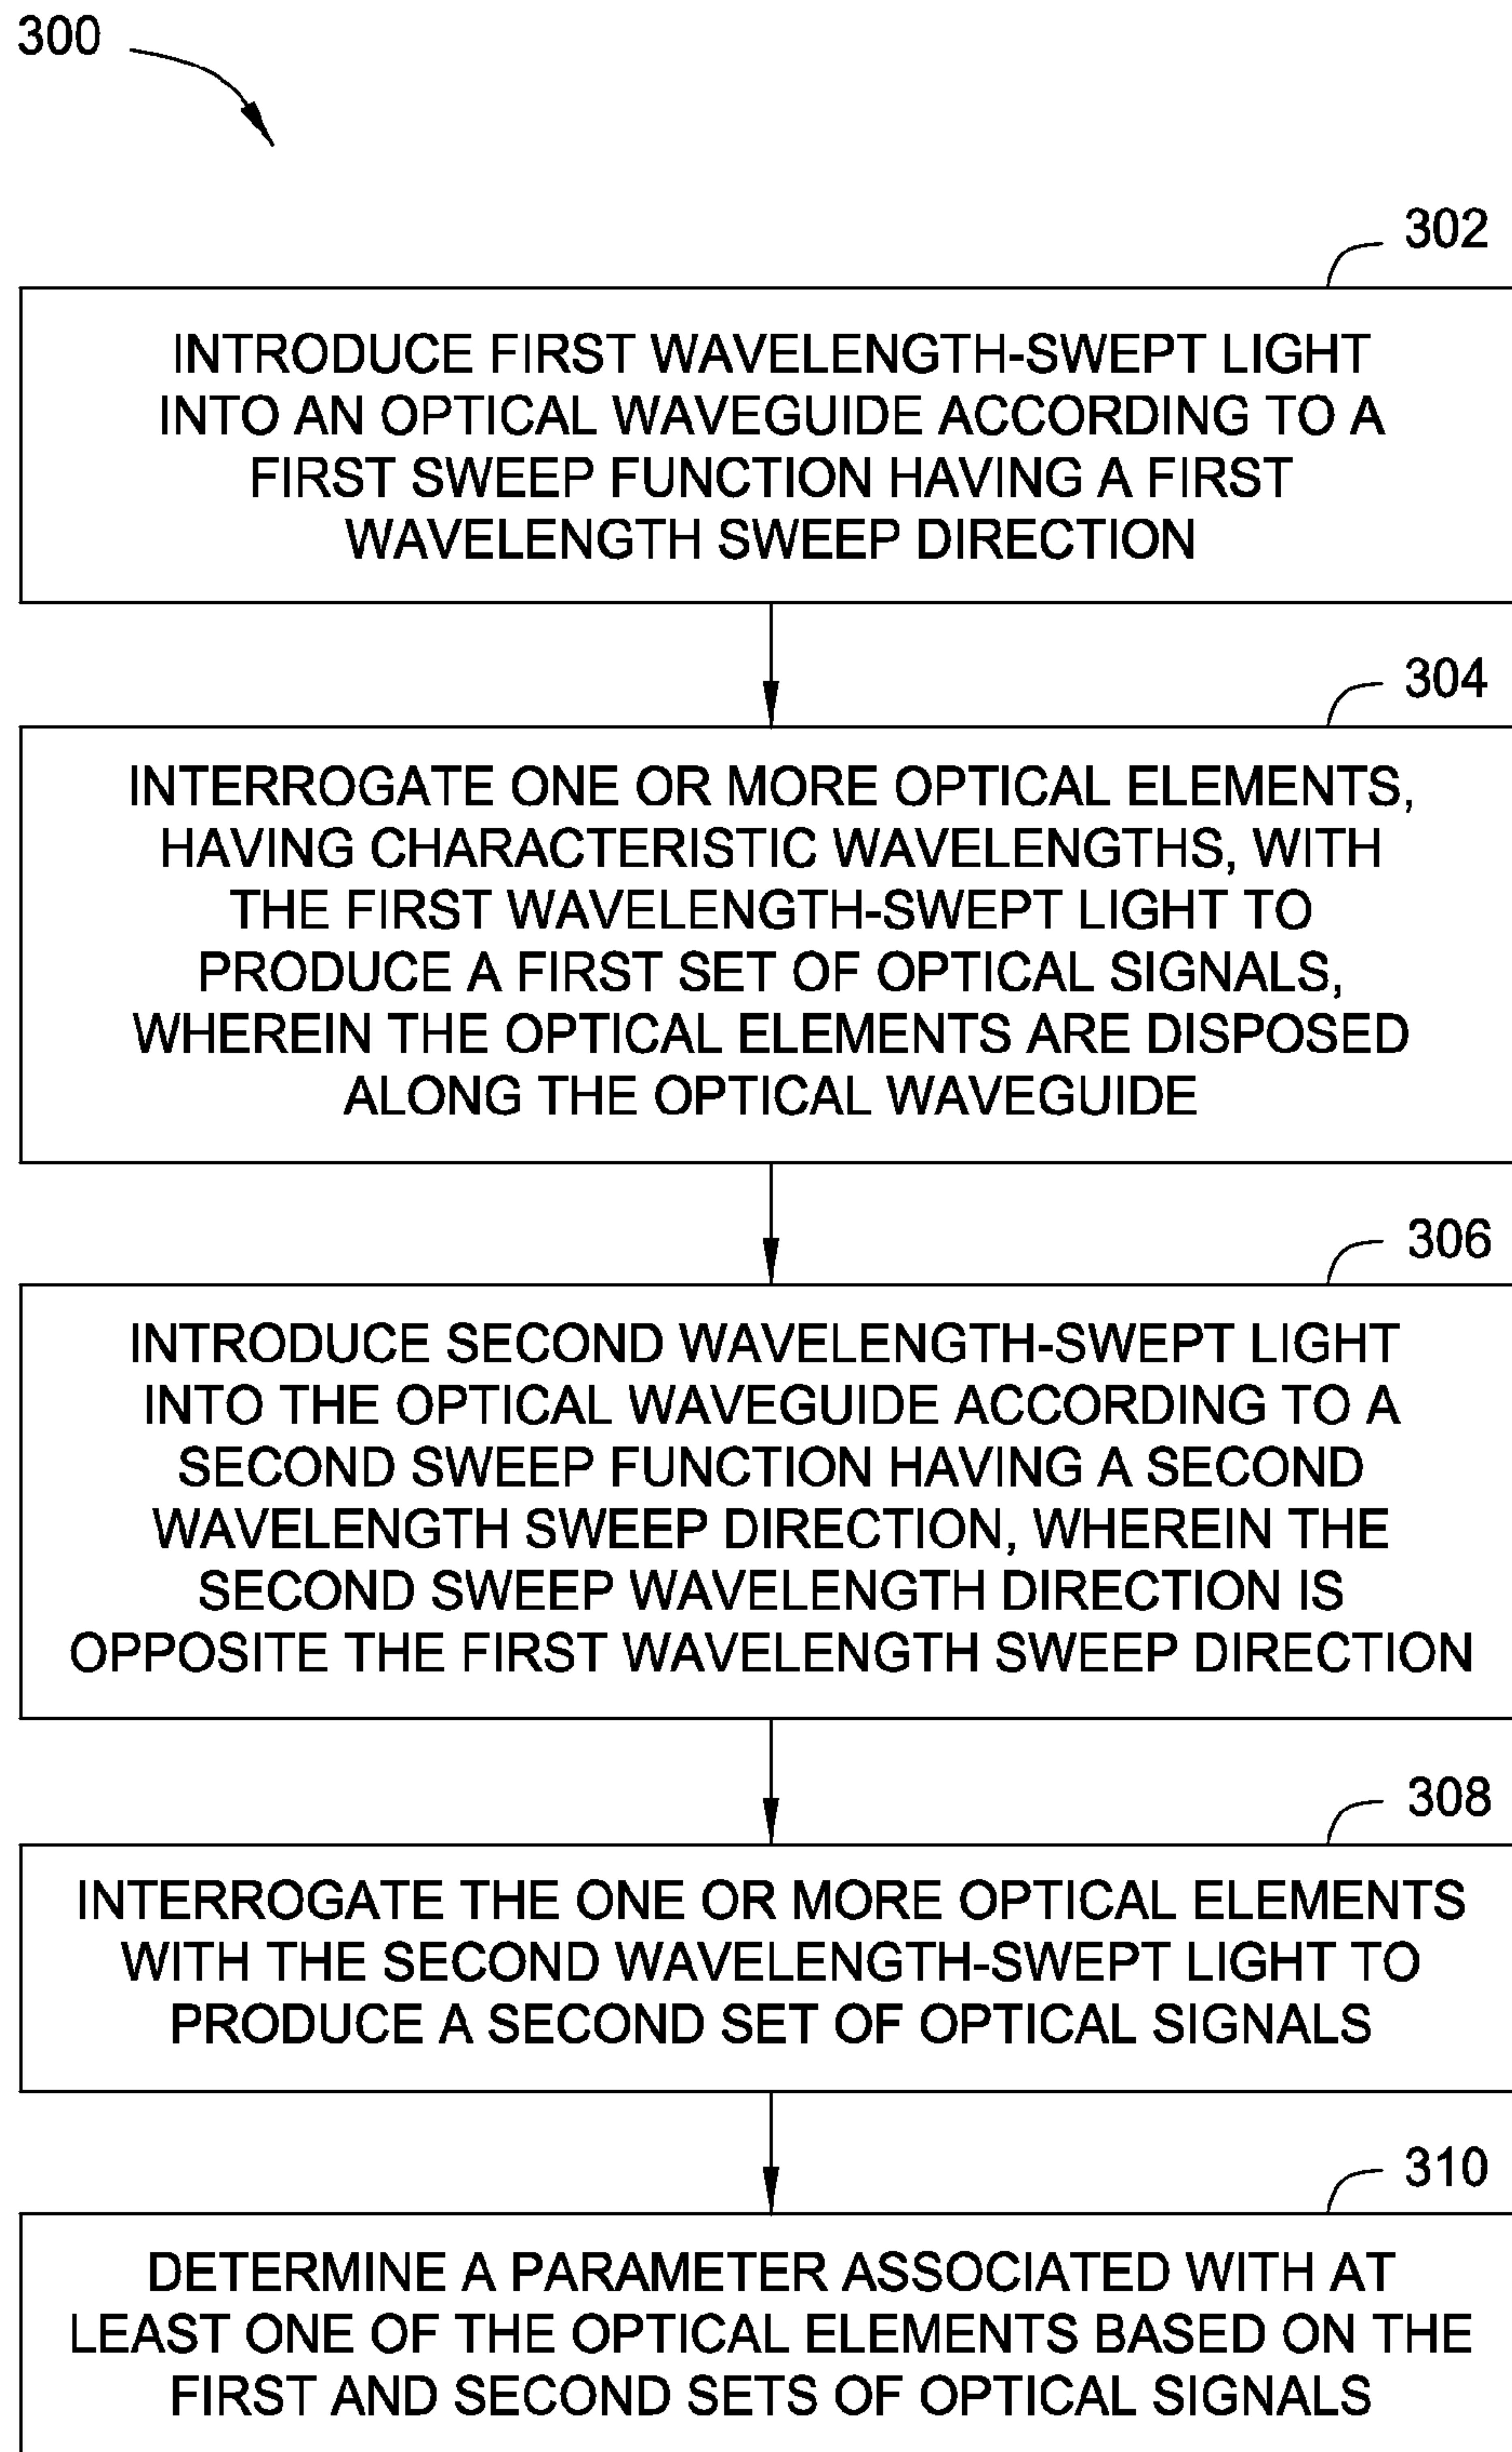 300
302
INTRODUCE FIRST WAVELENGTH-SWEPT LIGHT
INTO AN OPTICAL WAVEGUIDE ACCORDING TO A
FIRST SWEEP FUNCTION HAVING A FIRST
WAVELENGTH SWEEP DIRECTION
304
INTERROGATE ONE OR MORE OPTICAL ELEMENTS,
HAVING CHARACTERISTIC WAVELENGTHS, WITH
THE FIRST WAVELENGTH-SWEPT LIGHT TO
PRODUCE A FIRST SET OF OPTICAL SIGNALS,
WHEREIN THE OPTICAL ELEMENTS ARE DISPOSED
ALONG THE OPTICAL WAVEGUIDE
306
INTRODUCE SECOND WAVELENGTH-SWEPT LIGHT
INTO THE OPTICAL WAVEGUIDE ACCORDING TO A
SECOND SWEEP FUNCTION HAVING A SECOND
WAVELENGTH SWEEP DIRECTION, WHEREIN THE
SECOND SWEEP WAVELENGTH DIRECTION IS
OPPOSITE THE FIRST WAVELENGTH SWEEP DIRECTION
308
INTERROGATE THE ONE OR MORE OPTICAL ELEMENTS
WITH THE SECOND WAVELENGTH-SWEPT LIGHT TO
PRODUCE A SECOND SET OF OPTICAL SIGNALS
310
DETERMINE A PARAMETER ASSOCIATED WITH AT
LEAST ONE OF THE OPTICAL ELEMENTS BASED ON THE
FIRST AND SECOND SETS OF OPTICAL SIGNALS